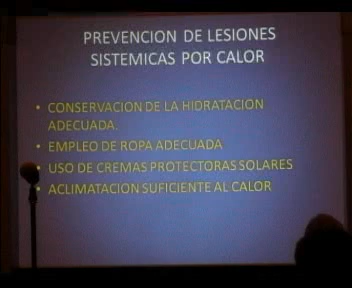 PREVENCION DE LESIONES
SISTEMICAS POR CALOR
• CONSERVACION DE LA HIDRATACION
ADECUADA.
• EMPLEO DE ROPA ADECUADA
• USO DE CREMAS PROTECTORAS SOLARES
• ACLIMATACION SUFICIENTE AL CALOR